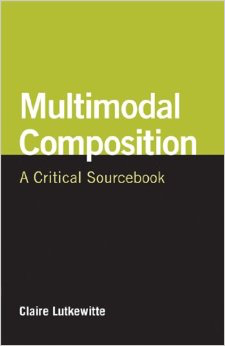 Multimodal
Composition
A Critical Sourcebook
Claire Lutkewitte